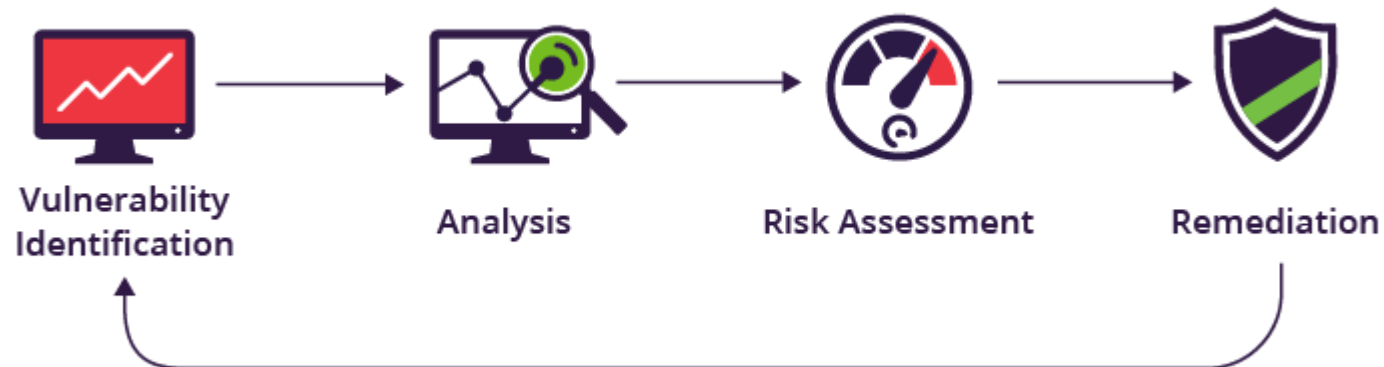 Vulnerability
Identification
Analysis
Risk Assessment
Remediation